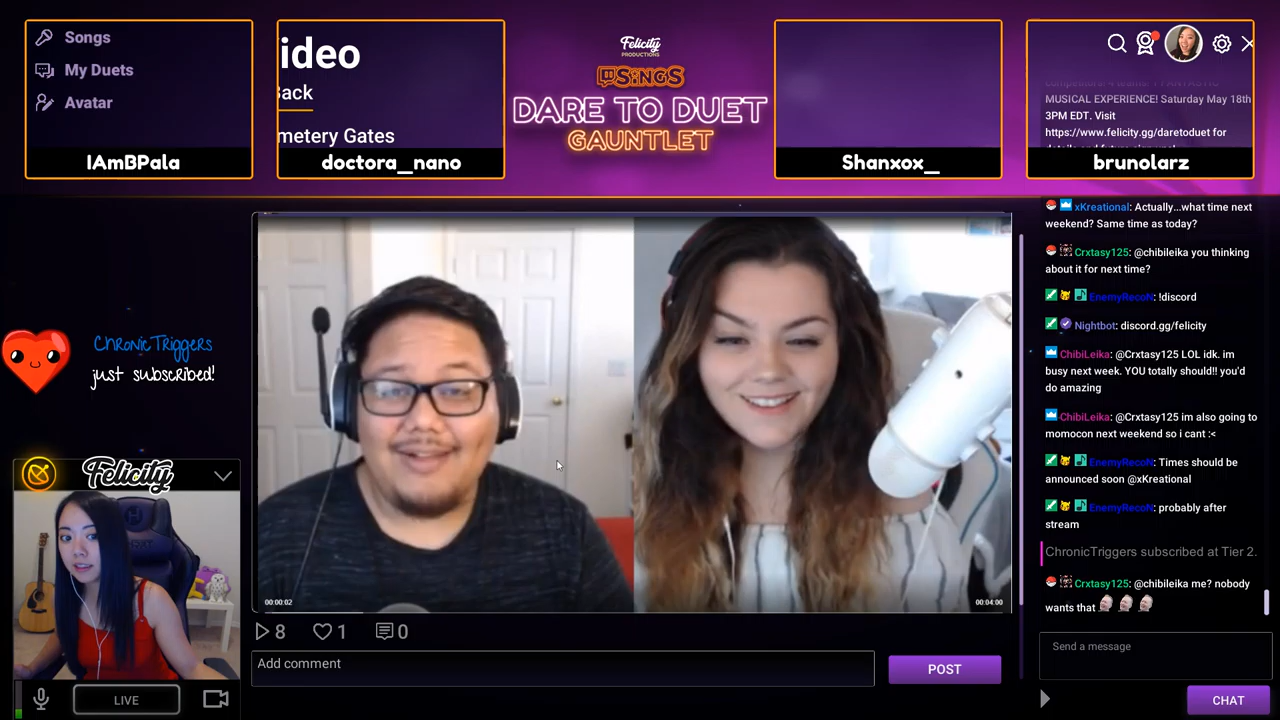 Songs
My Duets
Avatar
IAmBPala
ideo
Back
metery Gates
doctora__nano
Felicity
PRODUCTIONS
SINGS
DARE TO DUET
GAUNTLET
Shanxox_
MUSICAL EXPERIENCE! Saturday May 18th
3PM EDT. Visit
https://www.felicity.gg/daretoduet for
brunolarz
ChronicTriggers
just subscribed!
Felicity
LIVE
00:00:02
00:04:00
8
1
0
Add comment
POST
xKreational: Actually...what time next
weekend? Same time as today?
Crxtasy125: @chibileika you thinking
about it for next time?
EnemyRecoN: !discord
Nightbot: discord.gg/felicity
ChibiLeika: @Crxtasy125 LOL idk. im
busy next week. YOU totally should!! you'd
do amazing
ChibiLeika: @Crxtasy125 im also going to
momocon next weekend so i cant :<
EnemyRecoN: Times should be
announced soon @xKreational
EnemyRecoN: probably after
stream
ChronicTriggers subscribed at Tier 2.
Crxtasy125: @chibileika me? nobody
wants that
Send a message
CHAT